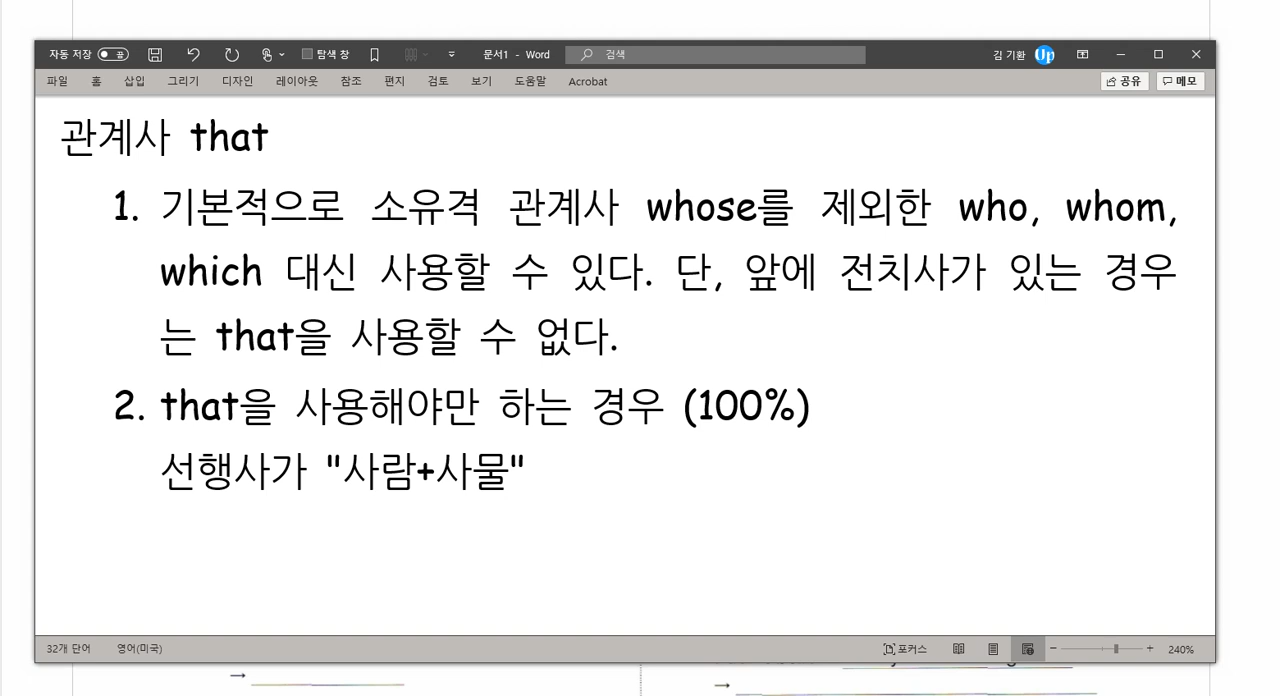 자동 저장 끔 탐색 창 문서1 - Word 검색 김 기환 Up
파일 홈 삽입 그리기 디자인 레이아웃 참조 편지 검토 보기 도움말 Acrobat 공유 메모
관계사 that
1. 기본적으로 소유격 관계사 whose를 제외한 who, whom,
which 대신 사용할 수 있다. 단, 앞에 전치사가 있는 경우
는 that을 사용할 수 없다.
2. that을 사용해야만 하는 경우 (100%)
선행사가 "사람+사물"
32개 단어 영어(미국) 포커스 240%
→
→